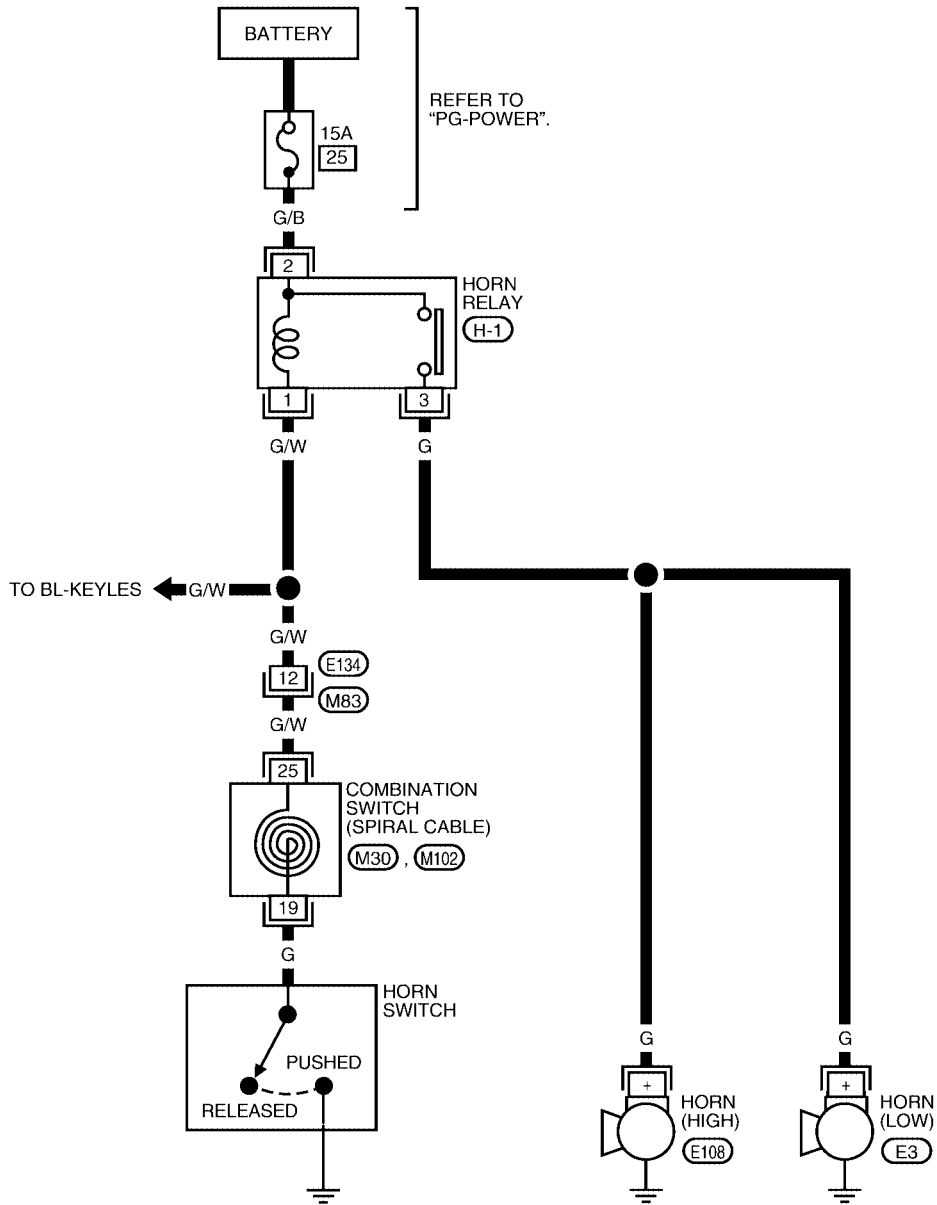 BATTERY
REFER TO
"PG-POWER".
15A
25
G/B
2
HORN
RELAY
H-1
1
3
G/W
G
TO BL-KEYLES
G/W
G/W
12
E134
M83
G/W
25
COMBINATION
SWITCH
(SPIRAL CABLE)
M30 , M102
19
G
HORN
SWITCH
PUSHED
RELEASED
G
G
+
+
HORN
(HIGH)
E108
HORN
(LOW)
E3